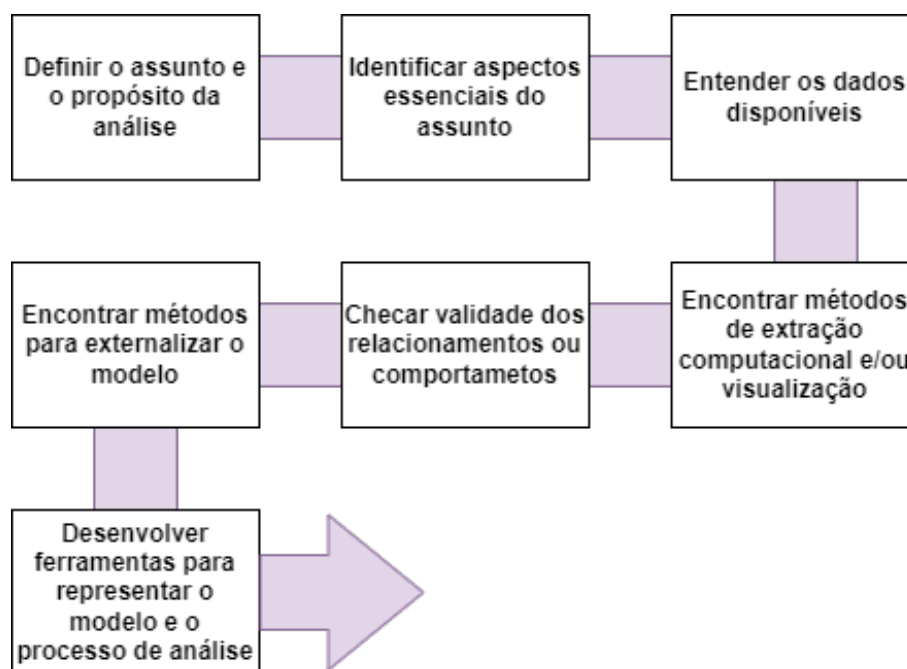 Definir o assunto e
o propósito da
análise
Identificar aspectos
essenciais do
assunto
Entender os dados
disponíveis
Encontrar métodos
de extração
computacional e/ou
visualização
Checar validade dos
relacionamentos ou
comportametos
Encontrar métodos
para externalizar o
modelo
Desenvolver
ferramentas para
representar o
modelo e o
processo de análise